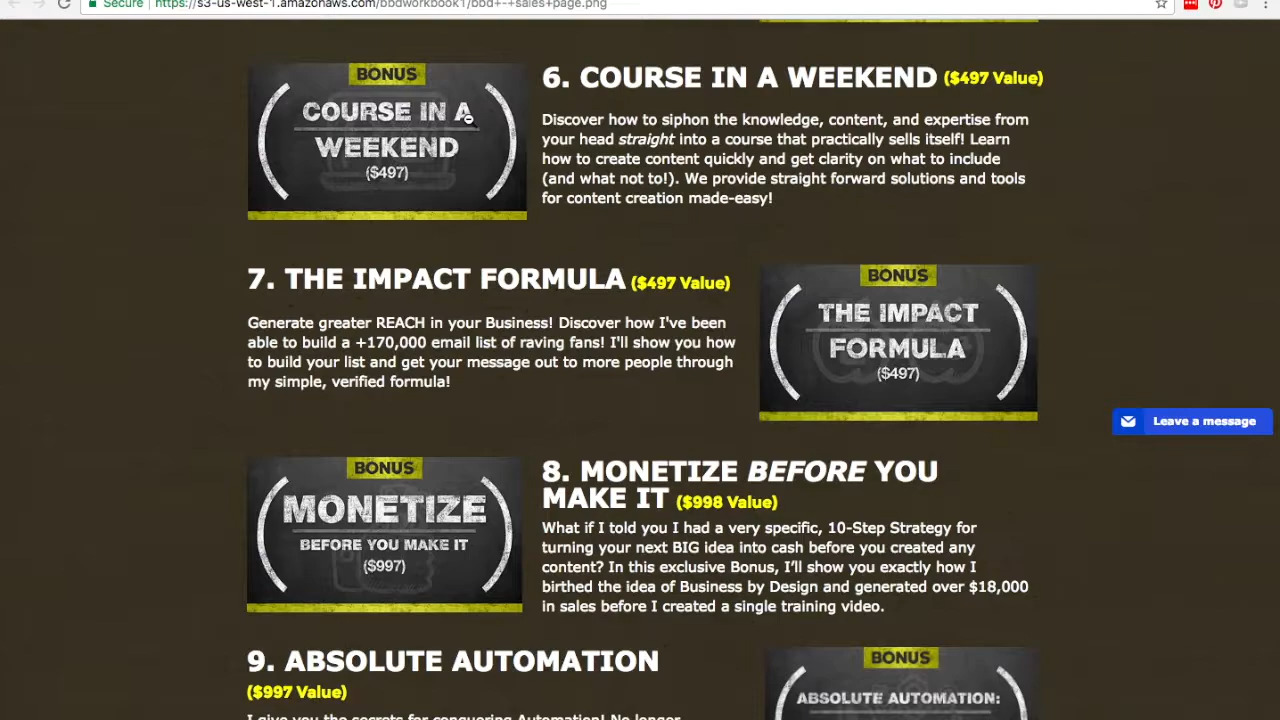 Secure https://s3-us-west-1.amazonaws.com/bbdworkbook1/bbd+-+sales+page.png
BONUS
COURSE IN A
WEEKEND
($497)
6. COURSE IN A WEEKEND ($497 Value)
Discover how to siphon the knowledge, content, and expertise from
your head straight into a course that practically sells itself! Learn
how to create content quickly and get clarity on what to include
(and what not to!). We provide straight forward solutions and tools
for content creation made-easy!
7. THE IMPACT FORMULA ($497 Value)
Generate greater REACH in your Business! Discover how I've been
able to build a +170,000 email list of raving fans! I'll show you how
to build your list and get your message out to more people through
my simple, verified formula!
BONUS
THE IMPACT
FORMULA
($497)
Leave a message
BONUS
MONETIZE
BEFORE YOU MAKE IT
($997)
8. MONETIZE BEFORE YOU
MAKE IT ($998 Value)
What if I told you I had a very specific, 10-Step Strategy for
turning your next BIG idea into cash before you created any
content? In this exclusive Bonus, I’ll show you exactly how I
birthed the idea of Business by Design and generated over $18,000
in sales before I created a single training video.
9. ABSOLUTE AUTOMATION
($997 Value)
I give you the secrets for conquering Automation! No longer
BONUS
ABSOLUTE AUTOMATION: